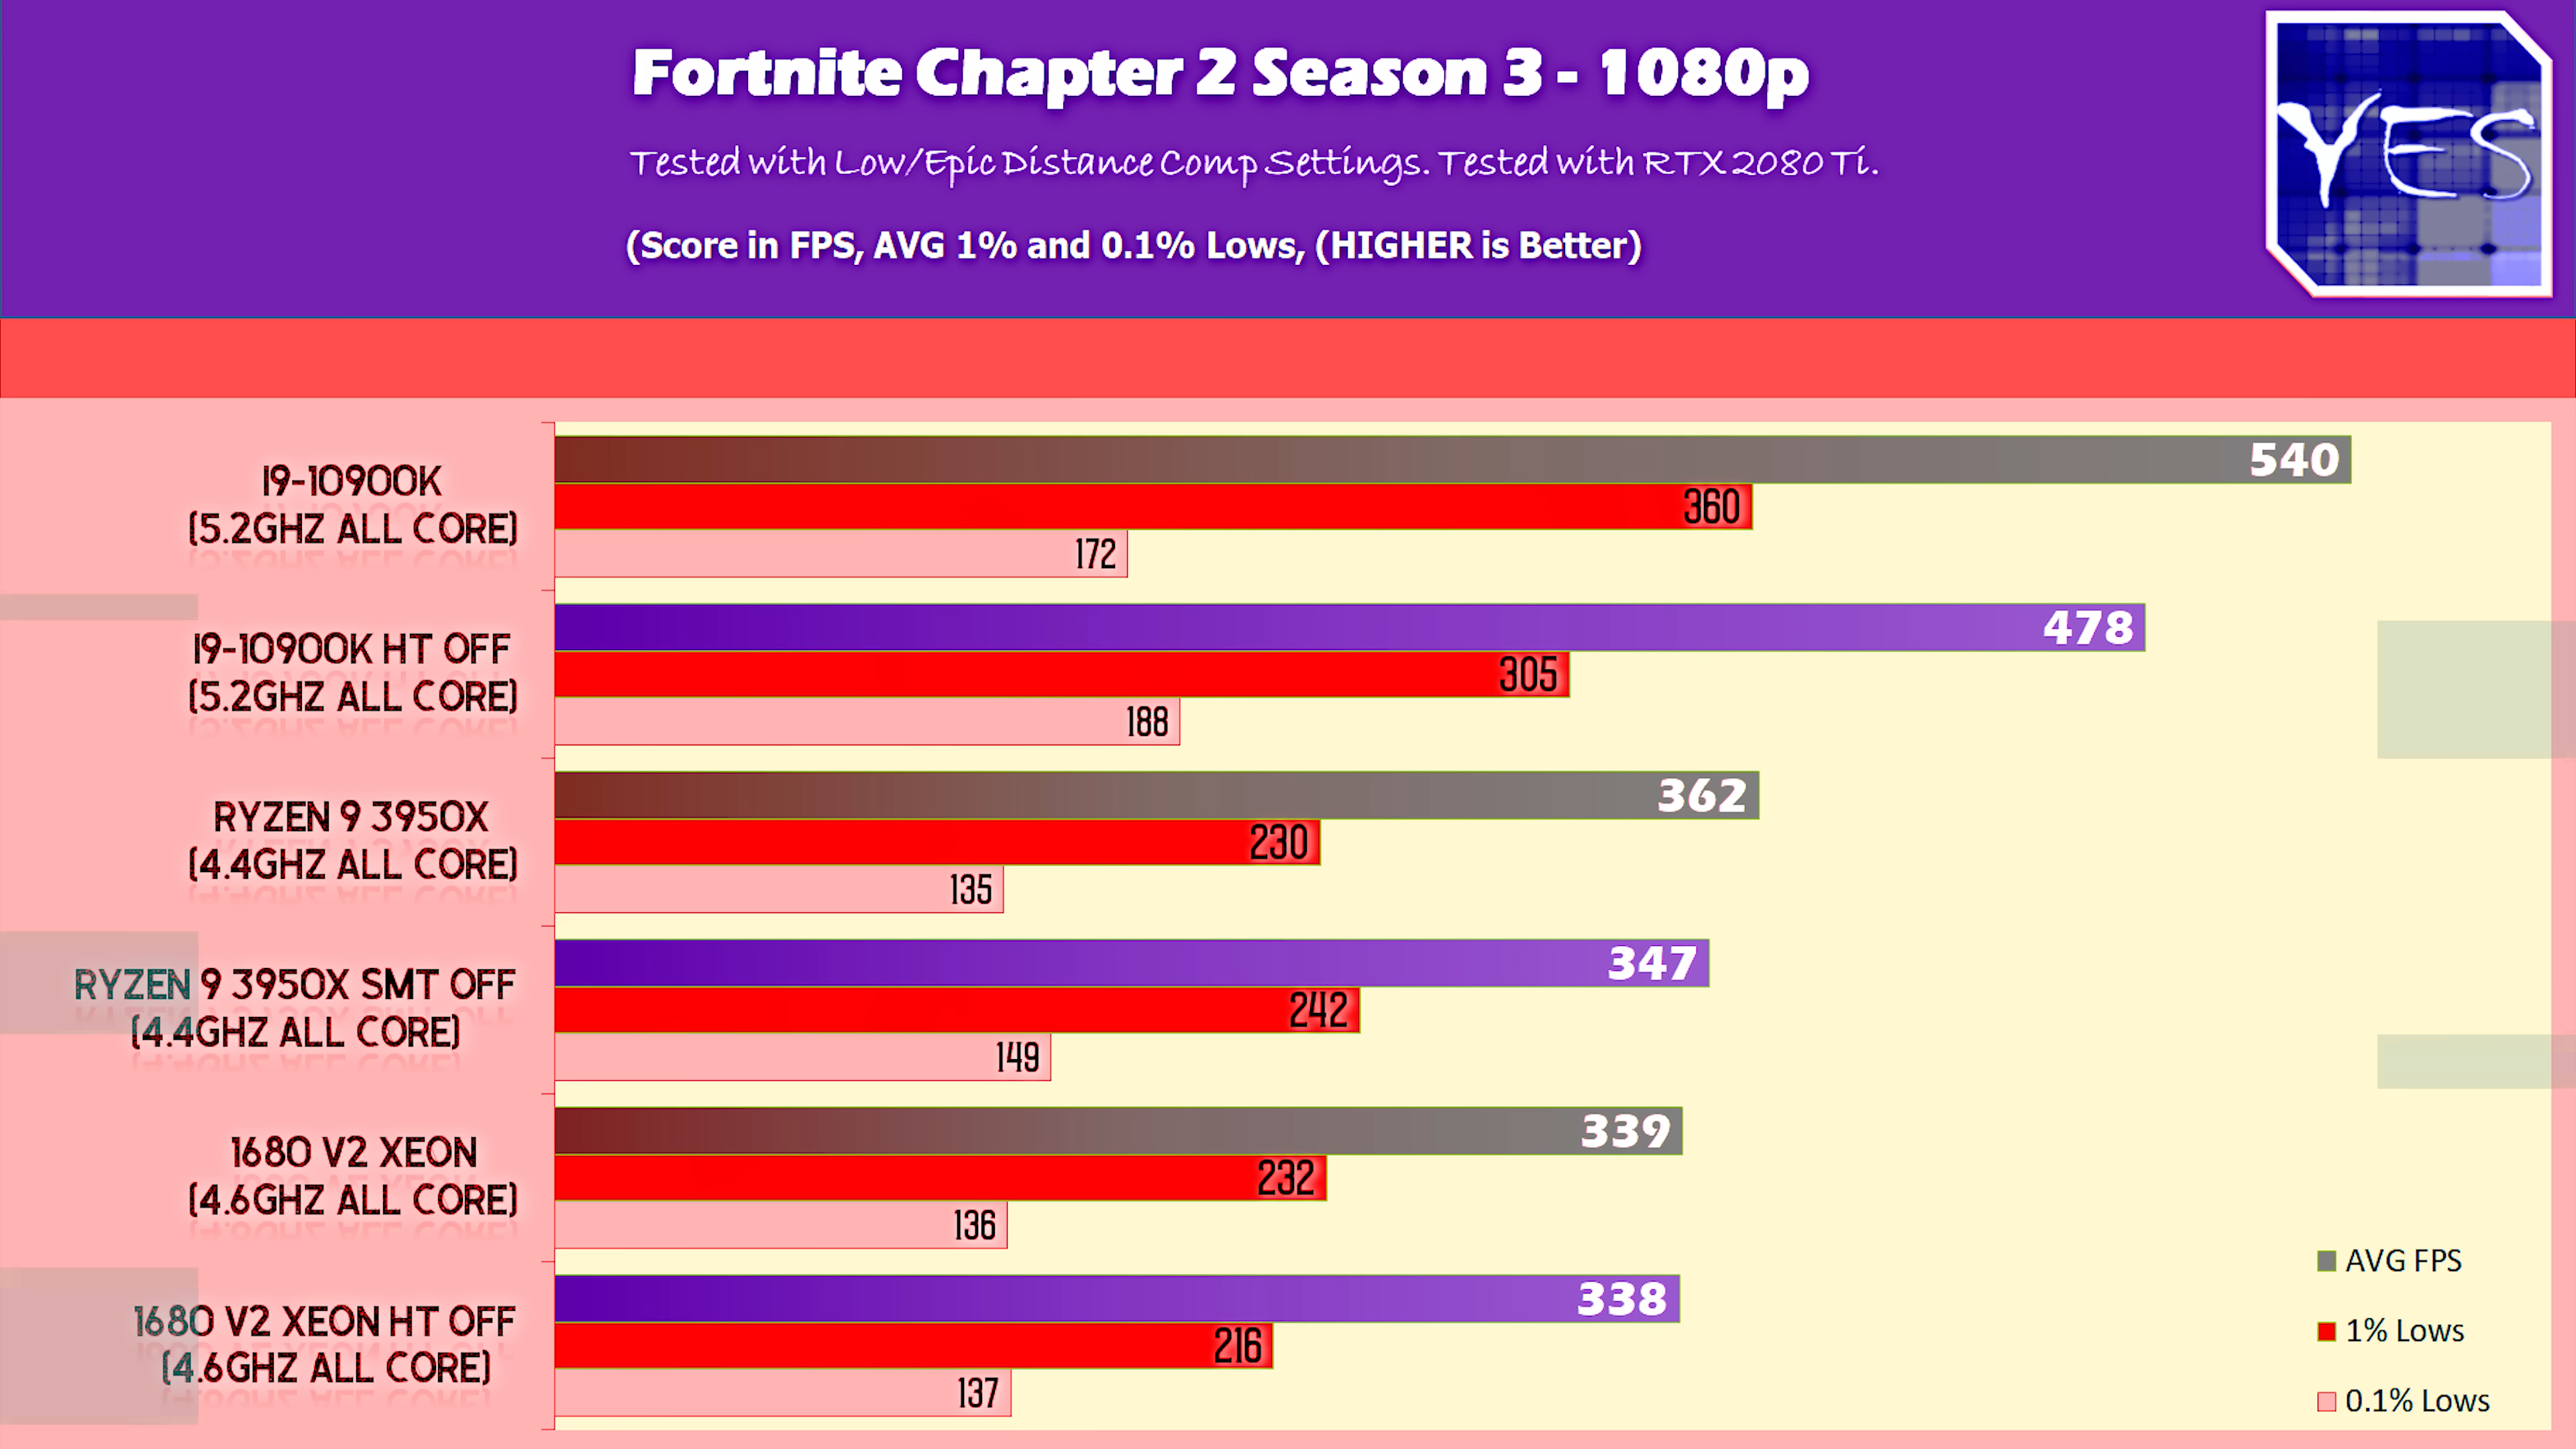 Fortnite Chapter 2 Season 3 - 1080p
Tested with Low/Epic Distance Comp Settings. Tested with RTX 2080 Ti.
(Score in FPS, AVG 1% and 0.1% Lows, (HIGHER is Better)
YES
I9-10900K
(5.2GHZ ALL CORE)
540
360
172
I9-10900K HT OFF
(5.2GHZ ALL CORE)
478
305
188
RYZEN 9 3950X
(4.4GHZ ALL CORE)
362
230
135
RYZEN 9 3950X SMT OFF
(4.4GHZ ALL CORE)
347
242
149
1680 V2 XEON
(4.6GHZ ALL CORE)
339
232
136
1680 V2 XEON HT OFF
(4.6GHZ ALL CORE)
338
216
137
AVG FPS
1% Lows
0.1% Lows